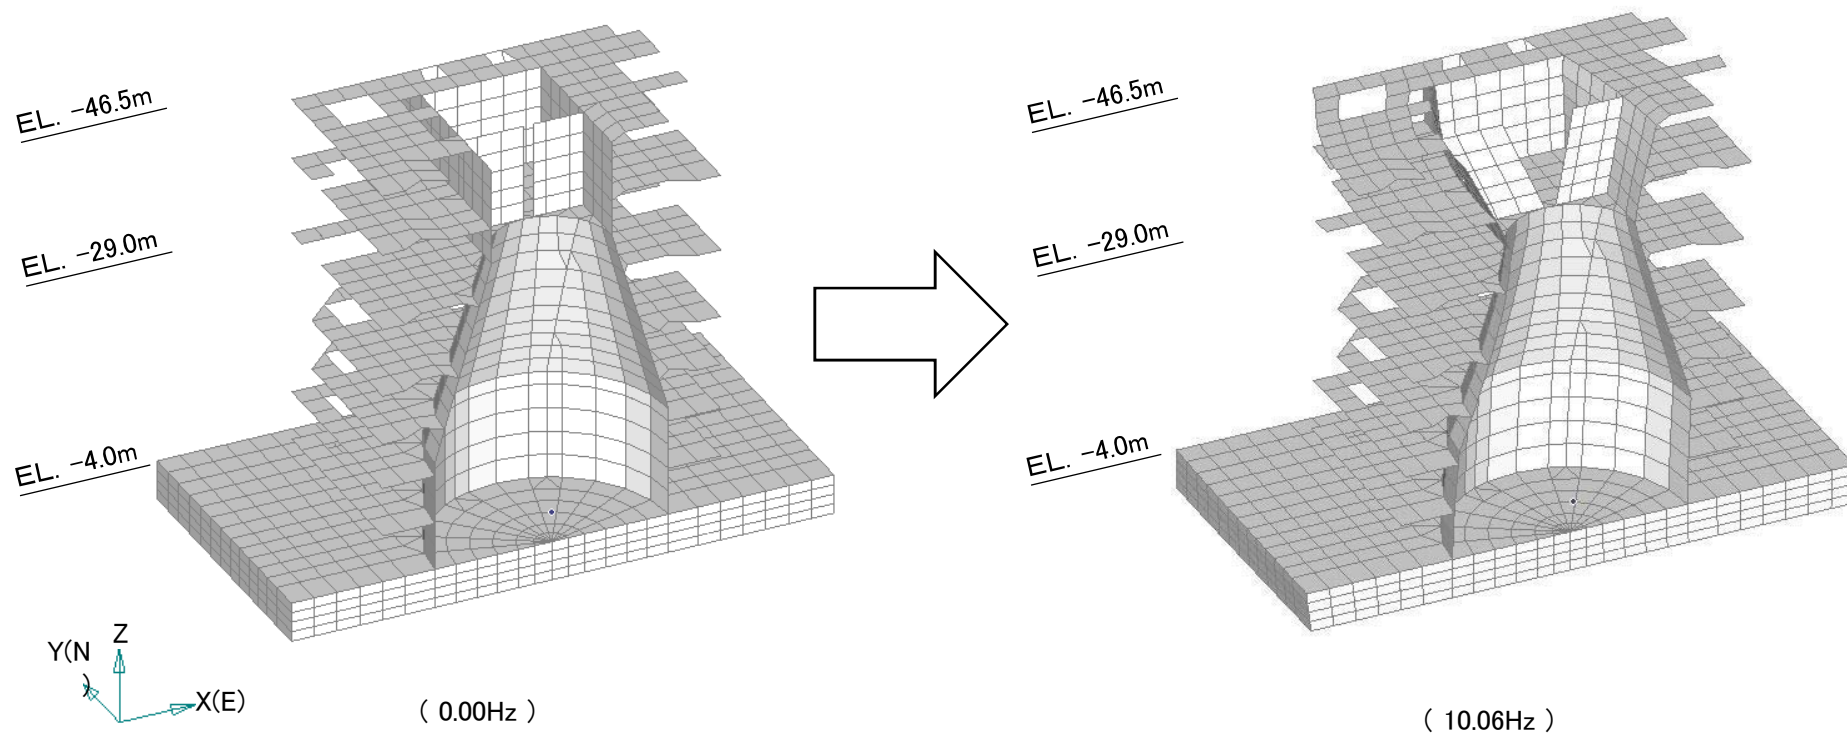 EL. -46.5m
EL. -29.0m
EL. -4.0m
Y(N
)
Z
X(E)
( 0.00Hz )
EL. -46.5m
EL. -29.0m
EL. -4.0m
( 10.06Hz )